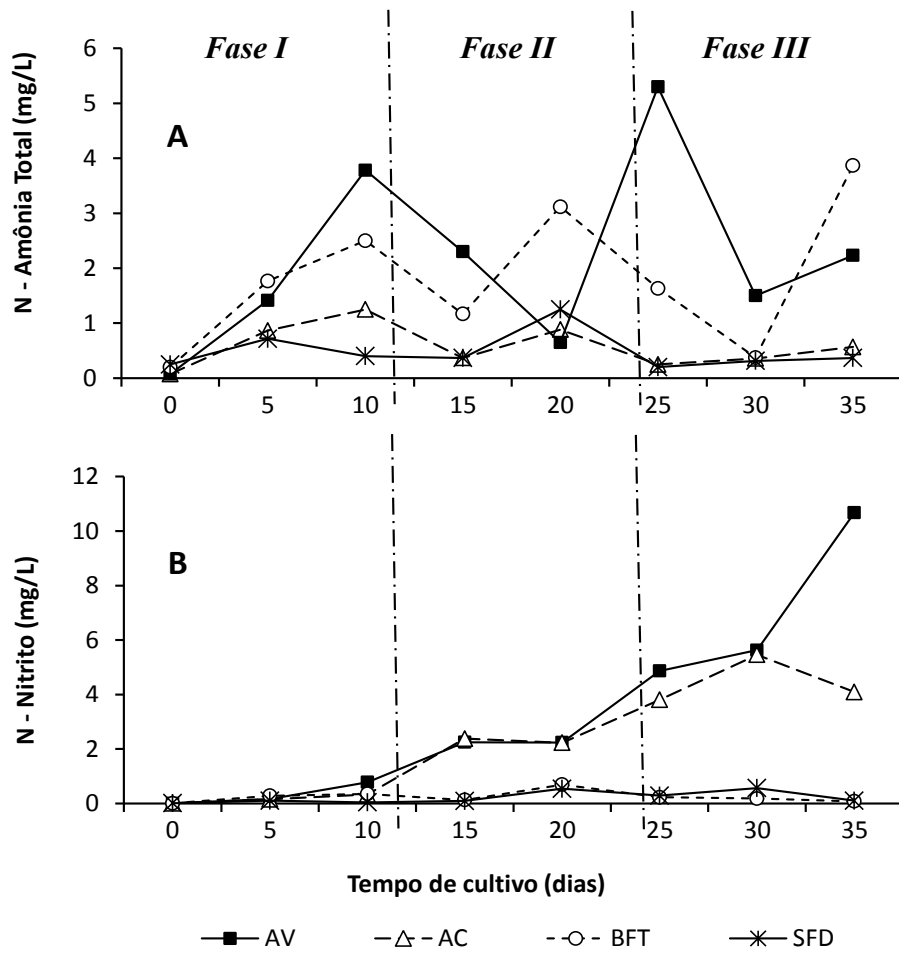 Fase I Fase II Fase III
N - Amônia Total (mg/L)
A
6
5
4
3
2
1
0
0 5 10 15 20 25 30 35
N - Nitrito (mg/L)
B
12
10
8
6
4
2
0
0 5 10 15 20 25 30 35
Tempo de cultivo (dias)
AV AC BFT SFD